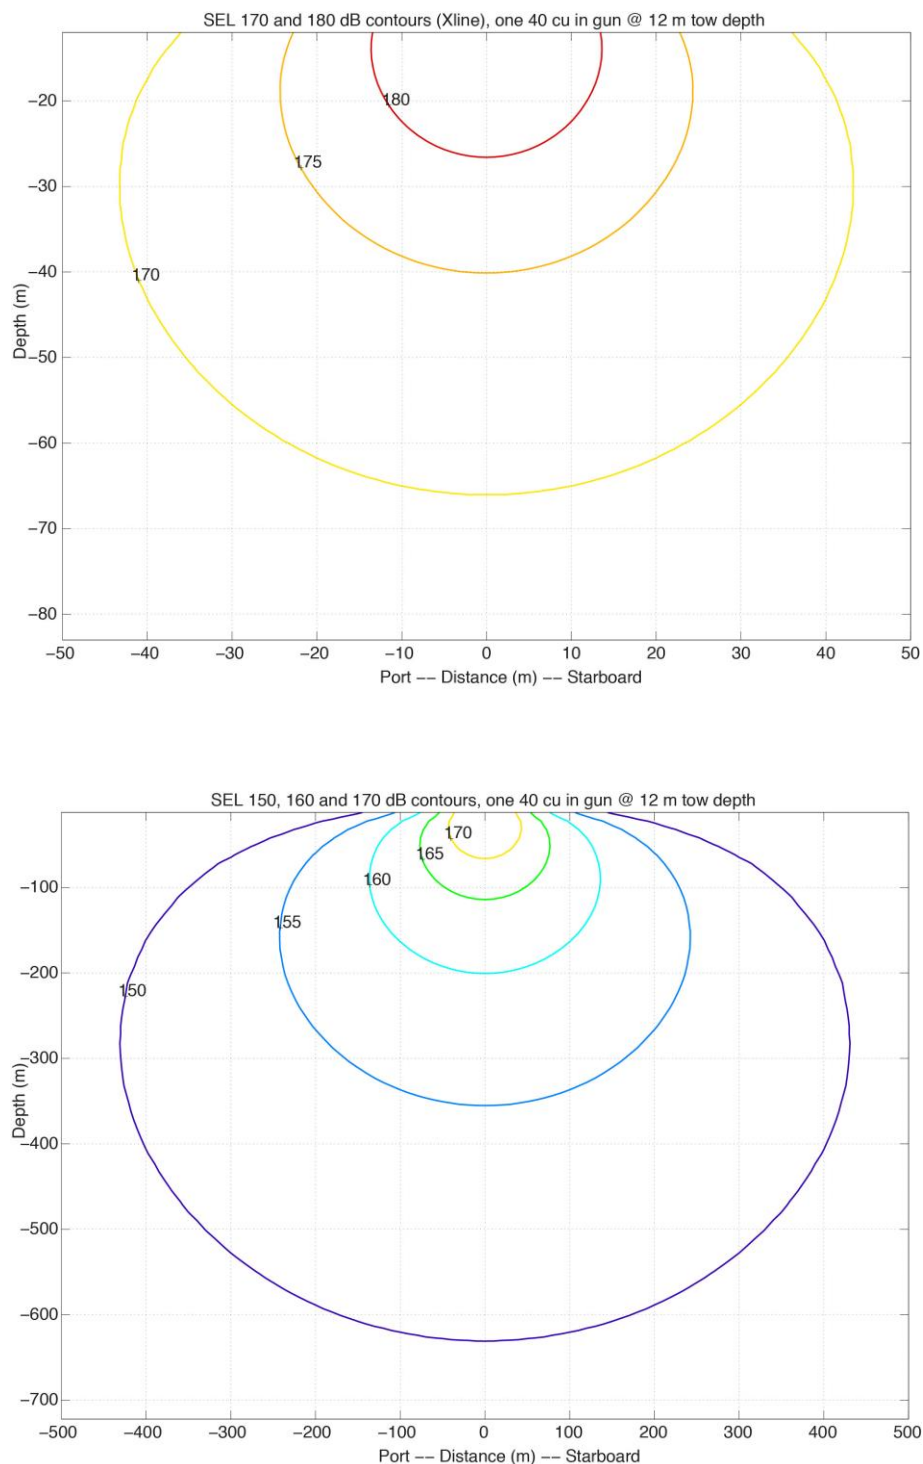 SEL 170 and 180 dB contours (Xline), one 40 cu in gun @ 12 m tow depth
−20
180
175
−30
170
−40
Depth (m)
−50
−60
−70
−80
−50 −40 −30 −20 −10 0 10 20 30 40 50
Port −− Distance (m) −− Starboard
SEL 150, 160 and 170 dB contours, one 40 cu in gun @ 12 m tow depth
170
165
160
−100
155
−200
150
−300
Depth (m)
−400
−500
−600
−700
−500 −400 −300 −200 −100 0 100 200 300 400 500
Port −− Distance (m) −− Starboard